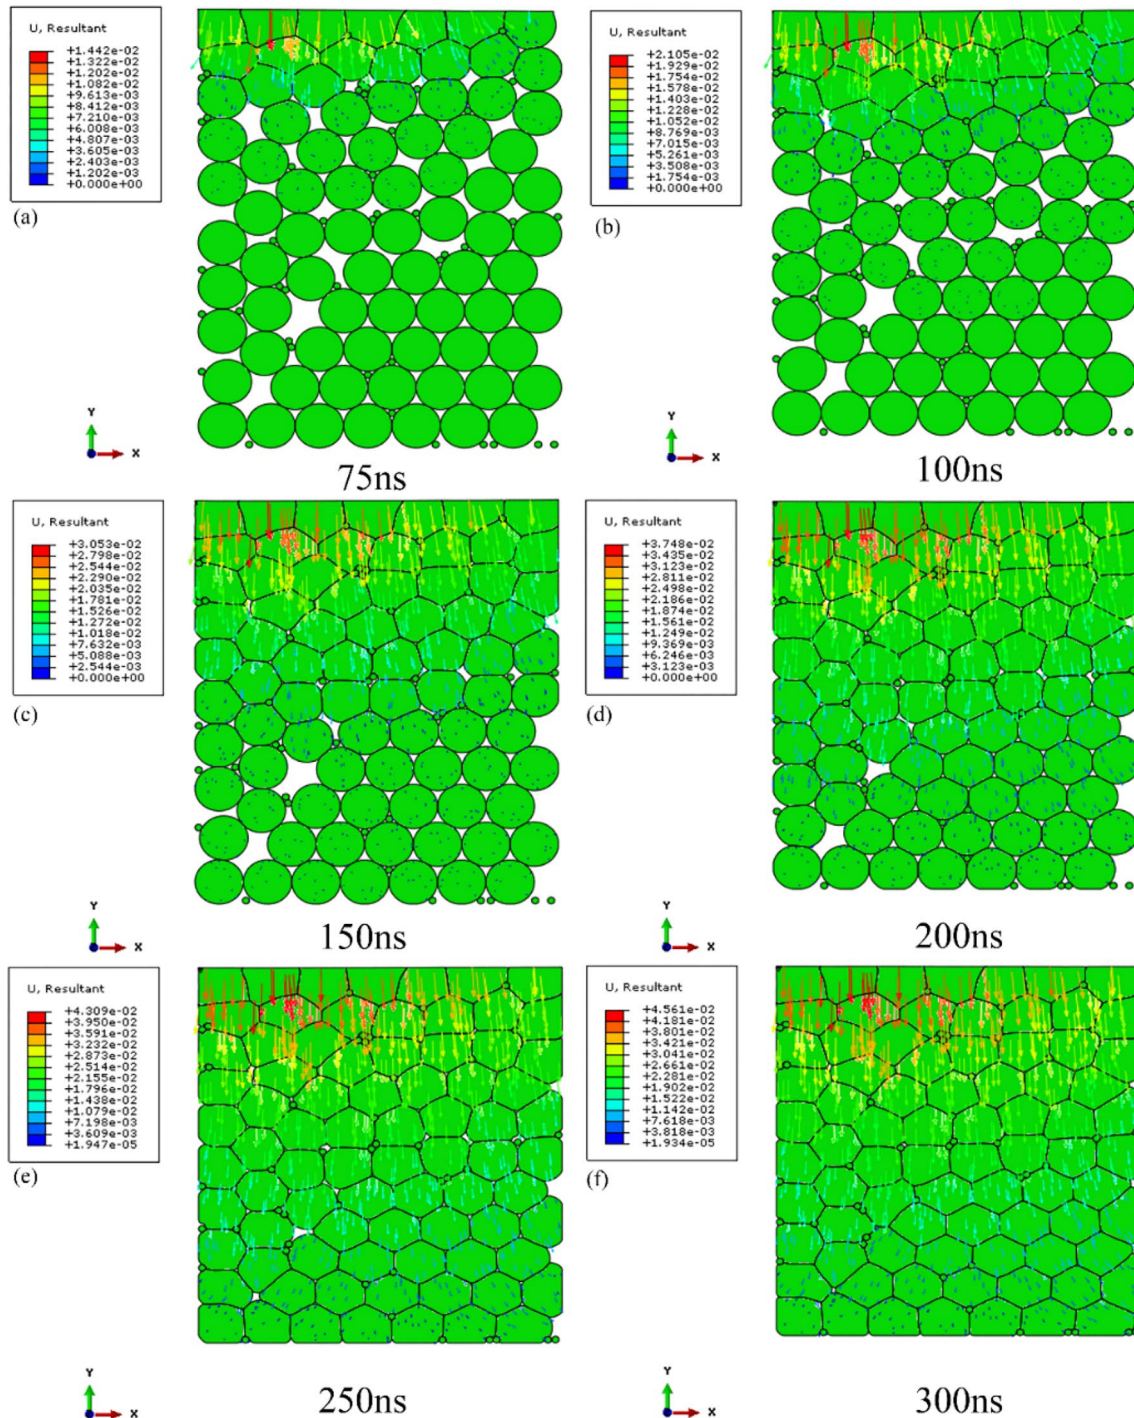 U, Resultant
+1.442e-02
+1.322e-02
+1.202e-02
+1.082e-02
+9.613e-03
+8.412e-03
+7.210e-03
+6.008e-03
+4.807e-03
+3.605e-03
+2.403e-03
+1.202e-03
+0.000e+00
(a)
Y
X
75ns
U, Resultant
+2.105e-02
+1.929e-02
+1.754e-02
+1.578e-02
+1.403e-02
+1.228e-02
+1.052e-02
+8.769e-03
+7.015e-03
+5.261e-03
+3.508e-03
+1.754e-03
+0.000e+00
(b)
Y
X
100ns
U, Resultant
+3.053e-02
+2.798e-02
+2.544e-02
+2.290e-02
+2.035e-02
+1.781e-02
+1.526e-02
+1.272e-02
+1.018e-02
+7.632e-03
+5.088e-03
+2.544e-03
+0.000e+00
(c)
Y
X
150ns
U, Resultant
+3.748e-02
+3.435e-02
+3.123e-02
+2.811e-02
+2.498e-02
+2.186e-02
+1.874e-02
+1.561e-02
+1.249e-02
+9.369e-03
+6.246e-03
+3.123e-03
+0.000e+00
(d)
Y
X
200ns
U, Resultant
+4.309e-02
+3.950e-02
+3.591e-02
+3.232e-02
+2.873e-02
+2.514e-02
+2.155e-02
+1.796e-02
+1.438e-02
+1.079e-02
+7.198e-03
+3.609e-03
+1.947e-05
(e)
Y
X
250ns
U, Resultant
+4.561e-02
+4.181e-02
+3.801e-02
+3.421e-02
+3.041e-02
+2.661e-02
+2.281e-02
+1.902e-02
+1.522e-02
+1.142e-02
+7.618e-03
+3.818e-03
+1.934e-05
(f)
Y
X
300ns